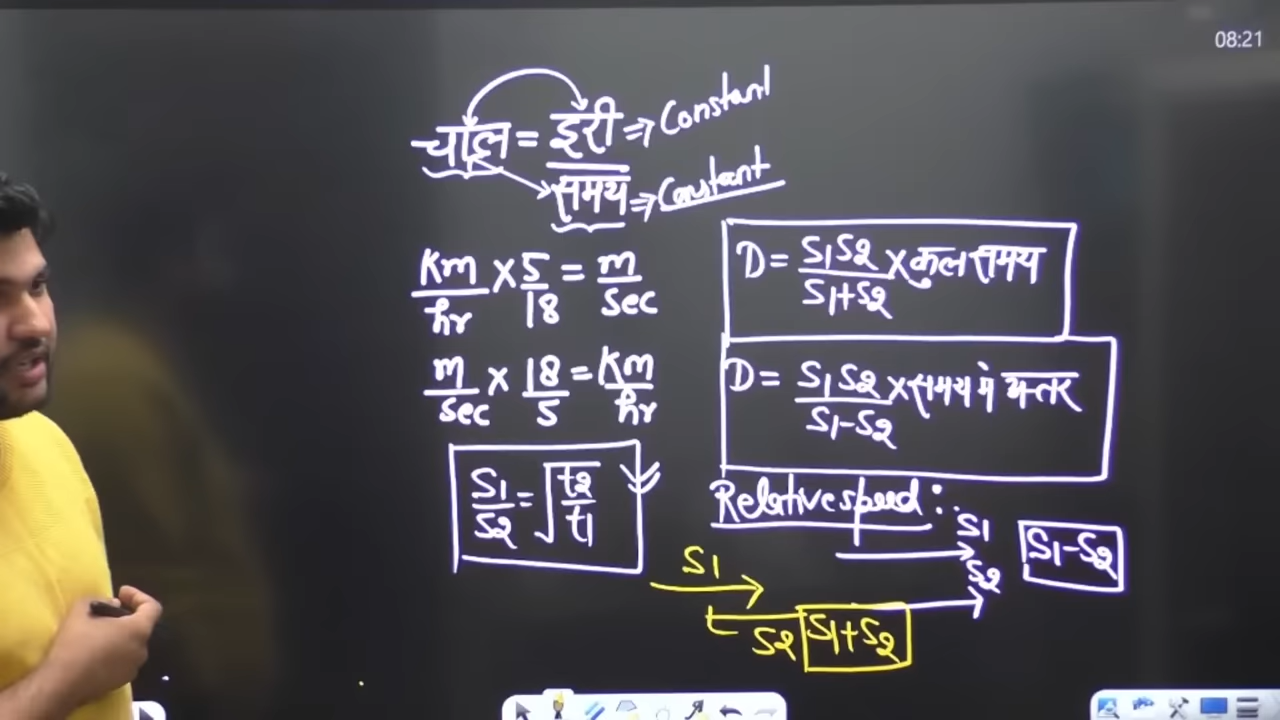 08:21
चाल = दूरी ⇒ Constant
समय ⇒ Constant
Km/hr × 5/18 = m/sec
m/sec × 18/5 = Km/hr
S1/S2 = √(t2/t1)
D = S1S2/(S1+S2) × कुल समय
D = S1S2/(S1-S2) × समय में अन्तर
Relative speed :.
S1
S2
S1-S2
S1
S2
S1+S2